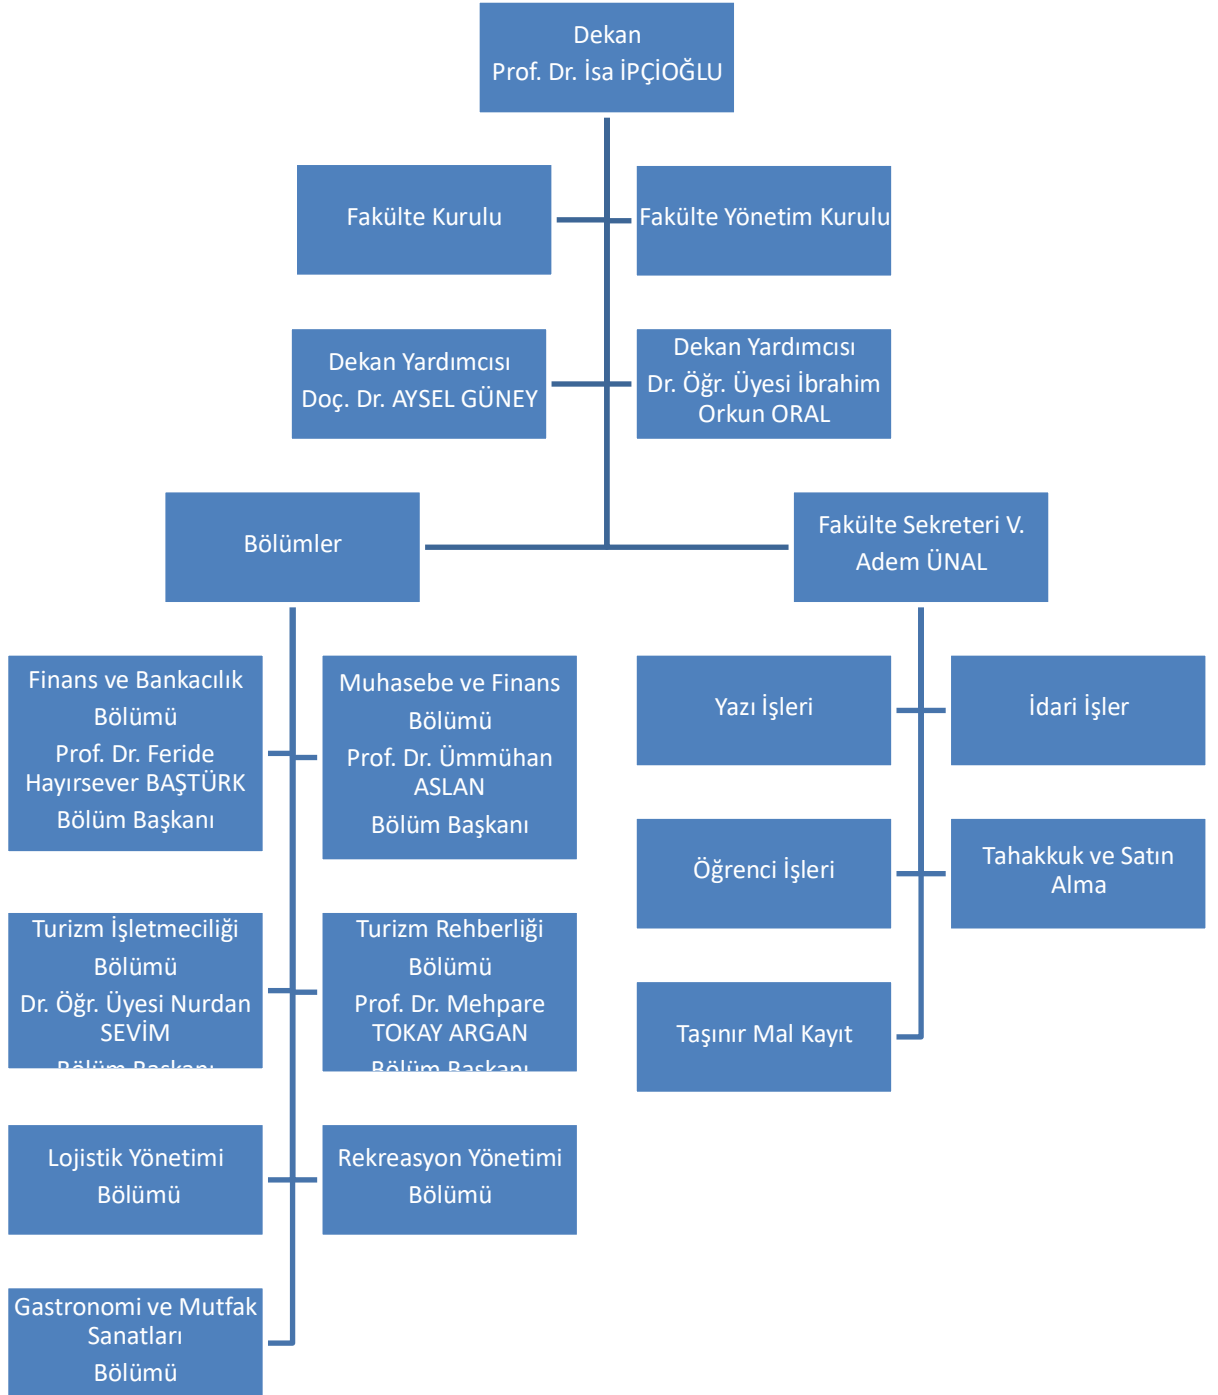 Dekan
Prof. Dr. İsa İPÇİOĞLU
Fakülte Kurulu
Fakülte Yönetim Kurulu
Dekan Yardımcısı
Doç. Dr. AYSEL GÜNEY
Dekan Yardımcısı
Dr. Öğr. Üyesi İbrahim
Orkun ORAL
Bölümler
Fakülte Sekreteri V.
Adem ÜNAL
Finans ve Bankacılık
Bölümü
Prof. Dr. Feride
Hayırsever BAŞTÜRK
Bölüm Başkanı
Muhasebe ve Finans
Bölümü
Prof. Dr. Ümmühan
ASLAN
Bölüm Başkanı
Yazı İşleri
İdari İşler
Öğrenci İşleri
Tahakkuk ve Satın
Alma
Turizm İşletmeciliği
Bölümü
Dr. Öğr. Üyesi Nurdan
SEVİM
Bölüm Başkanı
Turizm Rehberliği
Bölümü
Prof. Dr. Mehpare
TOKAY ARGAN
Bölüm Başkanı
Taşınır Mal Kayıt
Lojistik Yönetimi
Bölümü
Rekreasyon Yönetimi
Bölümü
Gastronomi ve Mutfak
Sanatları
Bölümü